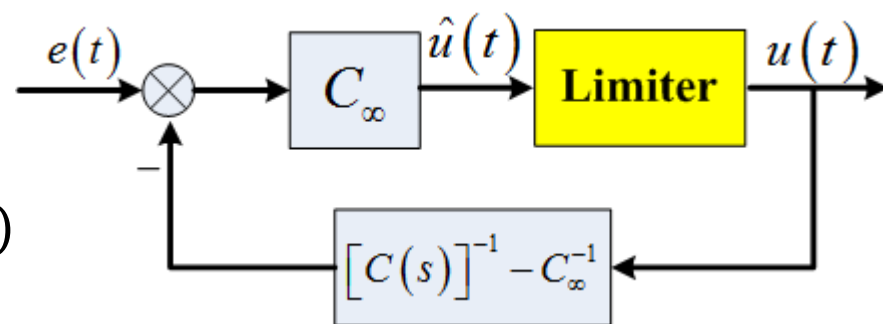 e(t)
C∞
û(t)
Limiter
u(t)
−
)
[C(s)]⁻¹ − C∞⁻¹